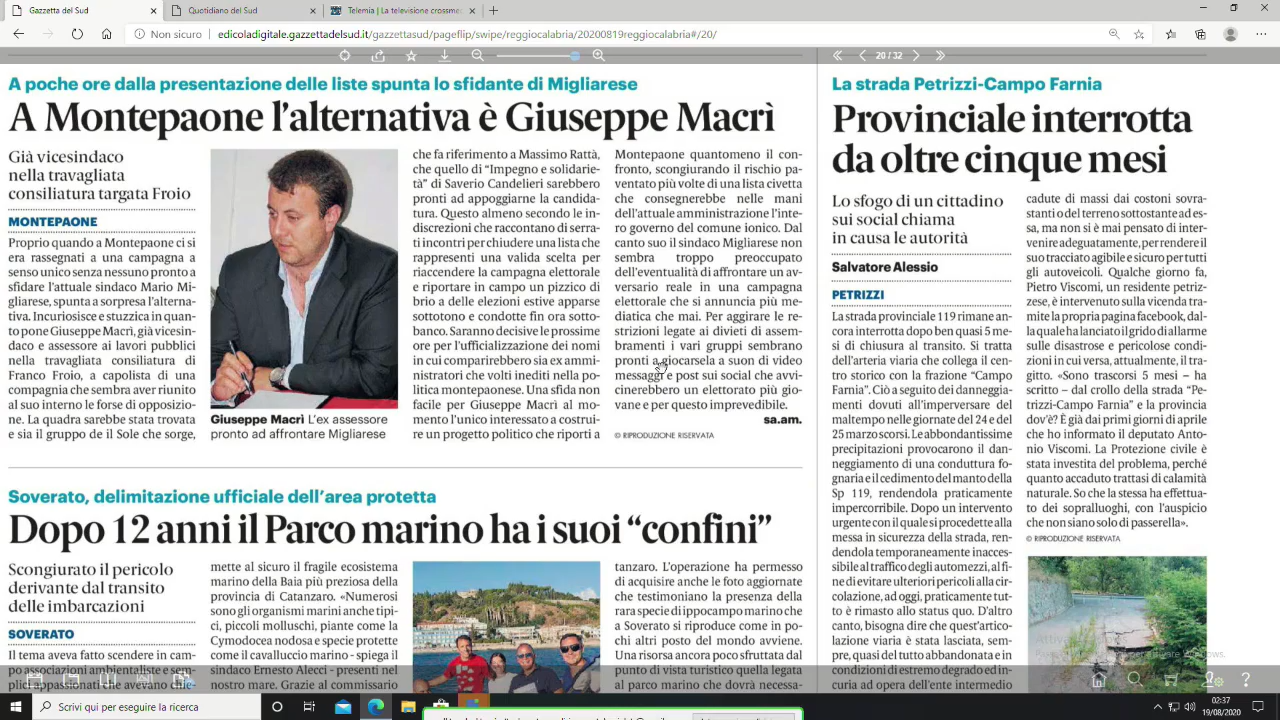 Gazzetta del Sud
Quotidiano del Sud
Telemia | La televisione dei Calabresi
Non sicuro
edicoladigitale.gazzettadelsud.it/gazzettasud/pageflip/swipe/reggiocalabria/20200819reggiocalabria#/20/
20 / 32
A poche ore dalla presentazione delle liste spunta lo sfidante di Migliarese
A Montepaone l'alternativa è Giuseppe Macrì
Già vicesindaco
nella travagliata
consiliatura targata Froio
MONTEPAONE
Proprio quando a Montepaone ci si
era rassegnati a una campagna a
senso unico senza nessuno pronto a
sfidare l'attuale sindaco Mario Mi-
gliarese, spunta a sorpresa l'alterna-
tiva. Incuriosisce e stuzzica in quan-
to pone Giuseppe Macrì, già vicesin-
daco e assessore ai lavori pubblici
nella travagliata consiliatura di
Franco Froio, a capolista di una
compagnia che sembra aver riunito
al suo interno le forse di opposizio-
ne. La quadra sarebbe stata trovata
e sia il gruppo de il Sole che sorge,
Giuseppe Macrì L'ex assessore
pronto ad affrontare Migliarese
che fa riferimento a Massimo Rattà,
che quello di "Impegno e solidarie-
tà" di Saverio Candelieri sarebbero
pronti ad appoggiarne la candida-
tura. Questo almeno secondo le in-
discrezioni che raccontano di serra-
ti incontri per chiudere una lista che
rappresenti una valida scelta per
riaccendere la campagna elettorale
e riportare in campo un pizzico di
brio a delle elezioni estive apparse
sottotono e condotte fin ora sotto-
banco. Saranno decisive le prossime
ore per l'ufficializzazione dei nomi
in cui comparirebbero sia ex ammi-
nistratori che volti inediti nella po-
litica montepaonese. Una sfida non
facile per Giuseppe Macrì al mo-
mento l'unico interessato a costrui-
re un progetto politico che riporti a
Montepaone quantomeno il con-
fronto, scongiurando il rischio pa-
ventato più volte di una lista civetta
che consegnerebbe nelle mani
dell'attuale amministrazione l'inte-
ro governo del comune ionico. Dal
canto suo il sindaco Migliarese non
sembra troppo preoccupato
dell'eventualità di affrontare un av-
versario reale in una campagna
elettorale che si annuncia più me-
diatica che mai. Per aggirare le re-
strizioni legate ai divieti di assem-
bramenti i vari gruppi sembrano
pronti a giocarsela a suon di video
messaggi e post sui social che avvi-
cinerebbero un elettorato più gio-
vane e per questo imprevedibile.
sa.am.
© RIPRODUZIONE RISERVATA
La strada Petrizzi-Campo Farnia
Provinciale interrotta
da oltre cinque mesi
Lo sfogo di un cittadino
sui social chiama
in causa le autorità
Salvatore Alessio
PETRIZZI
La strada provinciale 119 rimane an-
cora interrotta dopo ben quasi 5 me-
si di chiusura al transito. Si tratta
dell'arteria viaria che collega il cen-
tro storico con la frazione "Campo
Farnia". Ciò a seguito dei danneggia-
menti dovuti all'imperversare del
maltempo nelle giornate del 24 e del
25 marzo scorsi. Le abbondantissime
precipitazioni provocarono il dan-
neggiamento di una conduttura fo-
gnaria e il cedimento del manto della
Sp 119, rendendola praticamente
impercorribile. Dopo un intervento
urgente con il quale si procedette alla
messa in sicurezza della strada, ren-
dendola temporaneamente inacces-
sibile al traffico degli automezzi, al fi-
ne di evitare ulteriori pericoli alla cir-
colazione, ad oggi, praticamente tut-
to è rimasto allo status quo. D'altro
canto, bisogna dire che quest'artico-
lazione viaria è stata lasciata, sem-
pre, quasi del tutto abbandonata e in
condizioni di estremo degrado ed in-
curia ad opera dell'ente intermedio
cadute di massi dai costoni sovra-
stanti o del terreno sottostante ad es-
sa, ma non si è mai pensato di inter-
venire adeguatamente, per rendere il
suo tracciato agibile e sicuro per tutti
gli autoveicoli. Qualche giorno fa,
Pietro Viscomi, un residente petriz-
zese, è intervenuto sulla vicenda tra-
mite la propria pagina facebook, dal-
la quale ha lanciato il grido di allarme
sulle disastrose e pericolose condi-
zioni in cui versa, attualmente, il tra-
gitto. «Sono trascorsi 5 mesi – ha
scritto – dal crollo della strada "Pe-
trizzi-Campo Farnia" e la provincia
dov'è? E già dai primi giorni di aprile
che ho informato il deputato Anto-
nio Viscomi. La Protezione civile è
stata investita del problema, perché
quanto accaduto trattasi di calamità
naturale. So che la stessa ha effettua-
to dei sopralluoghi, con l'auspicio
che non siano solo di passerella».
© RIPRODUZIONE RISERVATA
Soverato, delimitazione ufficiale dell'area protetta
Dopo 12 anni il Parco marino ha i suoi "confini"
Scongiurato il pericolo
derivante dal transito
delle imbarcazioni
SOVERATO
Il tema aveva fatto scendere in cam-
po associazioni ambientaliste e sem-
plici appassionati che avevano chie-
mette al sicuro il fragile ecosistema
marino della Baia più preziosa della
provincia di Catanzaro. «Numerosi
sono gli organismi marini anche tipi-
ci, piccoli molluschi, piante come la
Cymodocea nodosa e specie protette
come il cavalluccio marino - spiega il
sindaco Ernesto Alecci - presenti nel
nostro mare. Grazie al commissario
tanzaro. L'operazione ha permesso
di acquisire anche le foto aggiornate
che testimoniano la presenza della
rara specie di ippocampo marino che
a Soverato si riproduce come in po-
chi altri posto del mondo avviene.
Una risorsa ancora poco sfruttata dal
punto di vista turistico quella legata
al parco marino che dovrà necessa-
Scrivi qui per eseguire la ricerca
02:37
19/08/2020